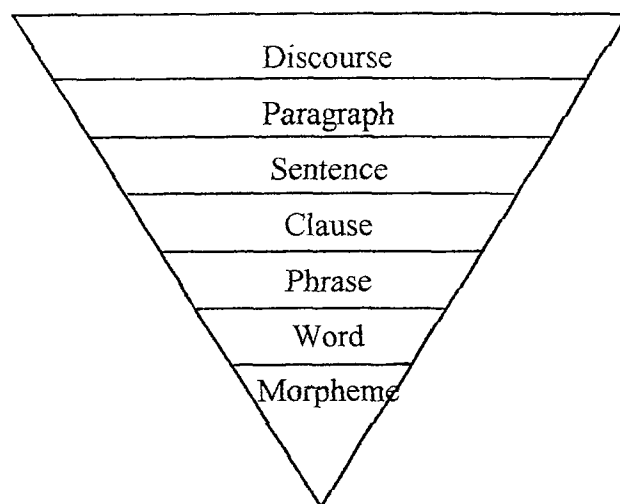 Discourse
Paragraph
Sentence
Clause
Phrase
Word
Morpheme